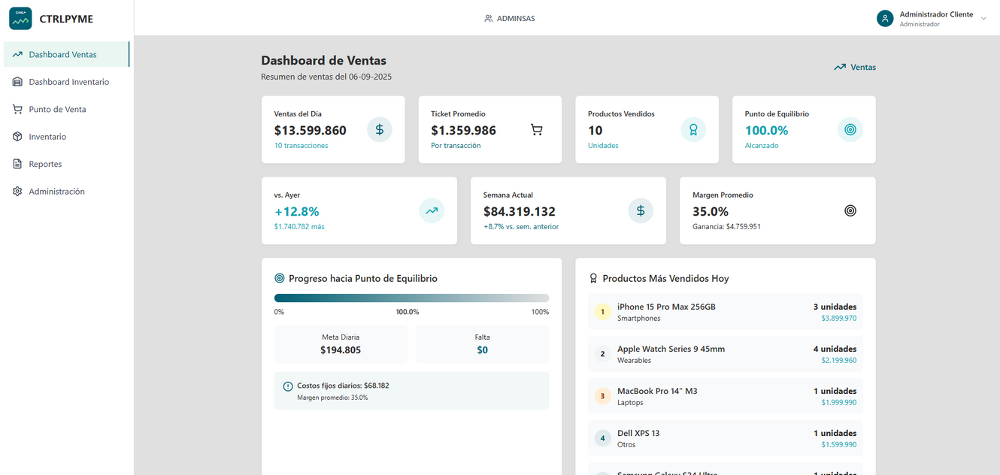 CTRL+
CTRLPYME
ADMINSAS
Administrador Cliente
Administrador
Dashboard Ventas
Dashboard Inventario
Punto de Venta
Inventario
Reportes
Administración
Dashboard de Ventas
Resumen de ventas del 06-09-2025
Ventas
Ventas del Día
$13.599.860
10 transacciones
Ticket Promedio
$1.359.986
Por transacción
Productos Vendidos
10
Unidades
Punto de Equilibrio
100.0%
Alcanzado
vs. Ayer
+12.8%
$1.740.782 más
Semana Actual
$84.319.132
+8.7% vs. sem. anterior
Margen Promedio
35.0%
Ganancia: $4.759.951
Progreso hacia Punto de Equilibrio
0% 100.0% 100%
Meta Diaria
$194.805
Falta
$0
Costos fijos diarios: $68.182
Margen promedio: 35.0%
Productos Más Vendidos Hoy
1
iPhone 15 Pro Max 256GB
Smartphones
3 unidades
$3.899.970
2
Apple Watch Series 9 45mm
Wearables
4 unidades
$2.199.960
3
MacBook Pro 14" M3
Laptops
1 unidades
$1.999.990
4
Dell XPS 13
Otros
1 unidades
$1.599.990
Samsung Galaxy S24 Ultra
1 unidades